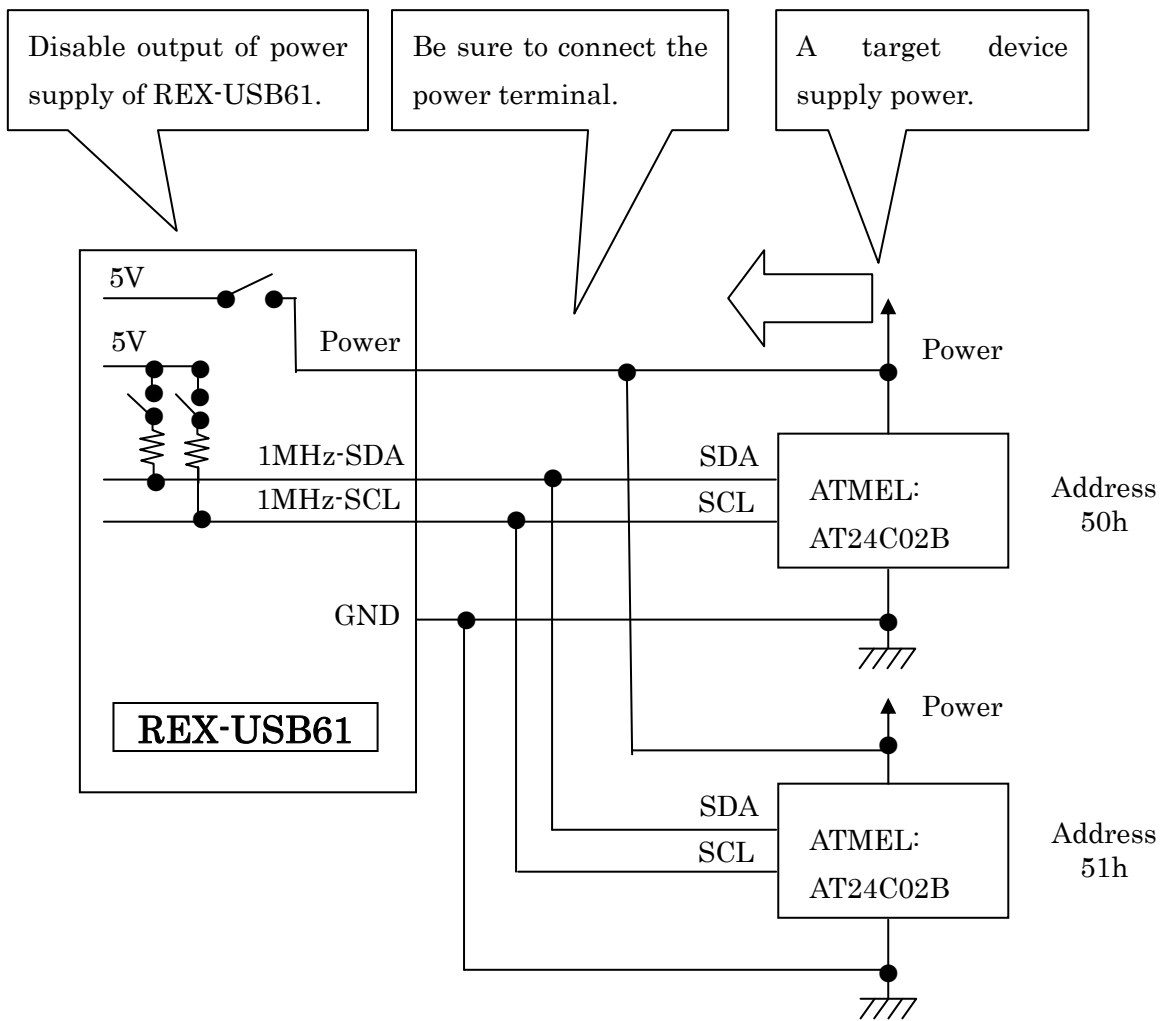 Disable output of power
supply of REX-USB61.
Be sure to connect the
power terminal.
A target device
supply power.
5V
5V
Power
Power
1MHz-SDA
SDA
1MHz-SCL
SCL
ATMEL:
AT24C02B
Address
50h
GND
REX-USB61
Power
SDA
SCL
ATMEL:
AT24C02B
Address
51h